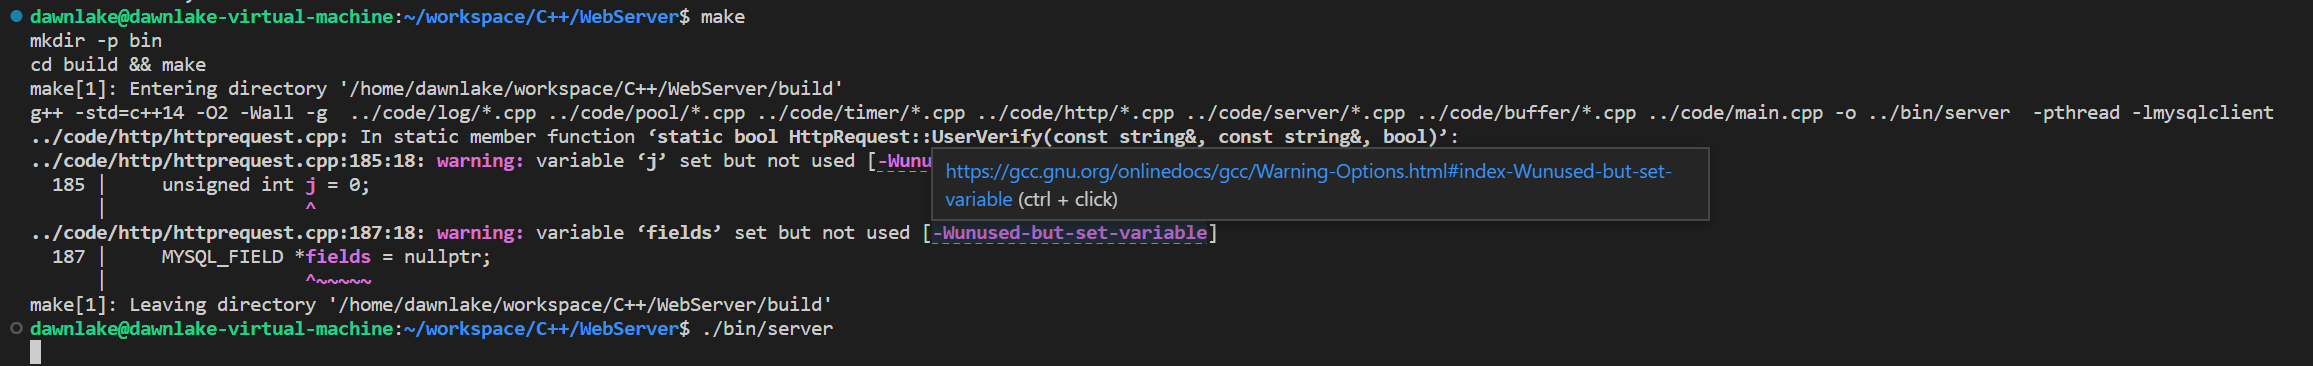 dawnlake@dawnlake-virtual-machine:~/workspace/C++/WebServer$ make
mkdir -p bin
cd build && make
make[1]: Entering directory '/home/dawnlake/workspace/C++/WebServer/build'
g++ -std=c++14 -O2 -Wall -g  ../code/log/*.cpp ../code/pool/*.cpp ../code/timer/*.cpp ../code/http/*.cpp ../code/server/*.cpp ../code/buffer/*.cpp ../code/main.cpp -o ../bin/server  -pthread -lmysqlclient
../code/http/httprequest.cpp: In static member function ‘static bool HttpRequest::UserVerify(const string&, const string&, bool)’:
../code/http/httprequest.cpp:185:18: warning: variable ‘j’ set but not used [-Wunu
https://gcc.gnu.org/onlinedocs/gcc/Warning-Options.html#index-Wunused-but-set-
variable (ctrl + click)
  185 |     unsigned int j = 0;
      |                  ^
../code/http/httprequest.cpp:187:18: warning: variable ‘fields’ set but not used [-Wunused-but-set-variable]
  187 |     MYSQL_FIELD *fields = nullptr;
      |                  ^~~~~~
make[1]: Leaving directory '/home/dawnlake/workspace/C++/WebServer/build'
dawnlake@dawnlake-virtual-machine:~/workspace/C++/WebServer$ ./bin/server